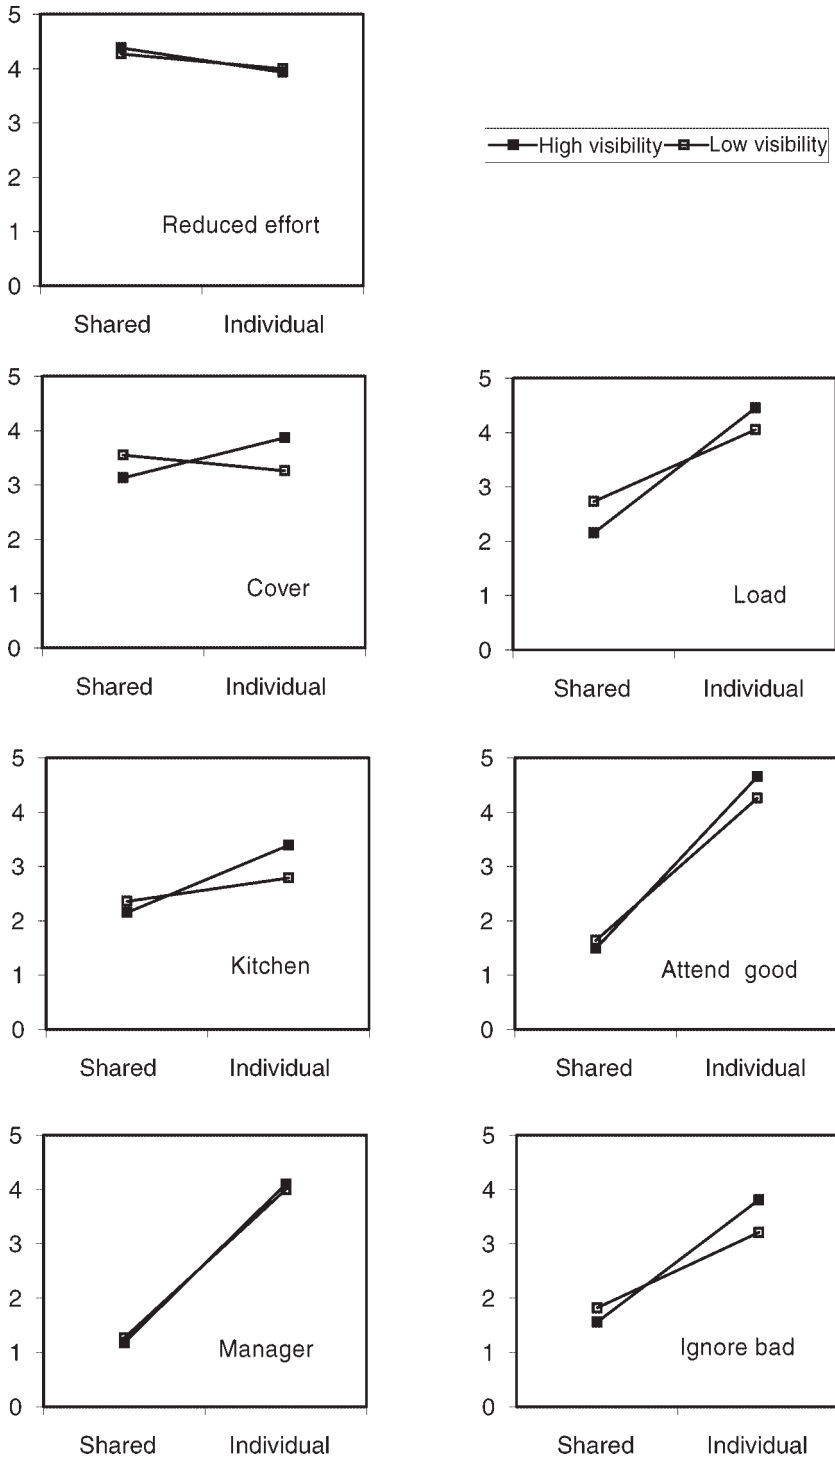 5
4
3
2
1
0
Reduced effort
Shared Individual
High visibility Low visibility
5
4
3
2
1
0
Cover
Shared Individual
5
4
3
2
1
0
Load
Shared Individual
5
4
3
2
1
0
Kitchen
Shared Individual
5
4
3
2
1
0
Attend good
Shared Individual
5
4
3
2
1
0
Manager
Shared Individual
5
4
3
2
1
0
Ignore bad
Shared Individual